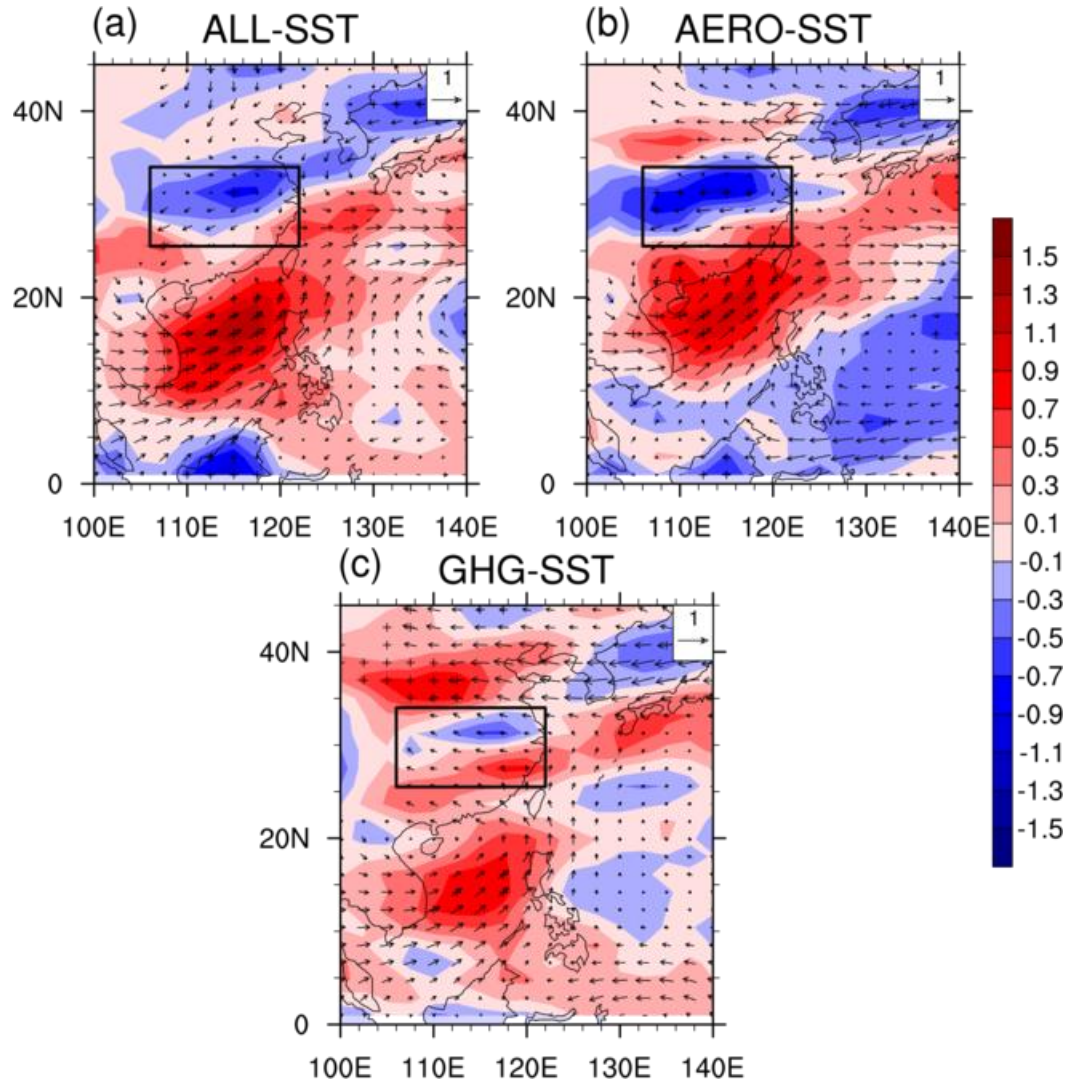 (a) ALL-SST
(b) AERO-SST
1
1
40N
40N
20N
20N
0
0
100E 110E 120E 130E 140E
100E 110E 120E 130E 140E
1.5
1.3
1.1
0.9
0.7
0.5
0.3
0.1
-0.1
-0.3
-0.5
-0.7
-0.9
-1.1
-1.3
-1.5
(c) GHG-SST
1
40N
20N
0
100E 110E 120E 130E 140E